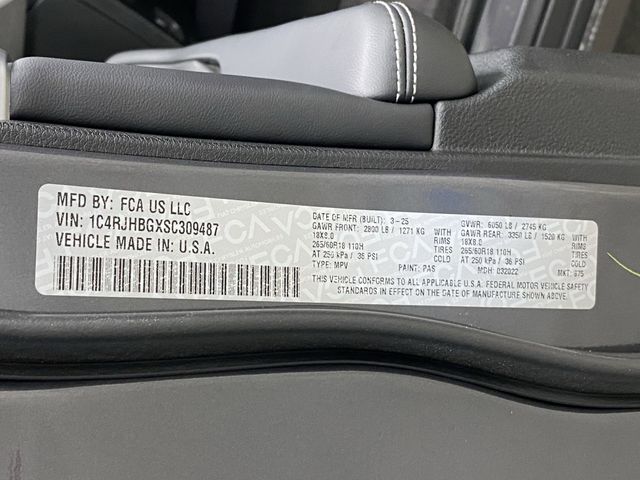 MFD BY: FCA US LLC
VIN: 1C4RJHBGXSC309487
VEHICLE MADE IN U.S.A.
DATE OF MFR (BUILT): 3-25 GVWR: 6050 LB / 2745 KG
GAWR FRONT: 2800 LB / 1271 KG GAWR REAR: 3350 LB / 1520 KG
18X8.0 RIMS 18X8.0 RIMS
265/60R18 110H TIRES 265/60R18 110H TIRES
AT 250 kPa / 36 PSI COLD AT 250 kPa / 36 PSI COLD
TYPE: MPV PAINT: PAS MDH: 032022 MKT: 675
THIS VEHICLE CONFORMS TO ALL APPLICABLE U.S.A. FEDERAL MOTOR VEHICLE SAFETY
STANDARDS IN EFFECT ON THE DATE OF MANUFACTURE SHOWN ABOVE.